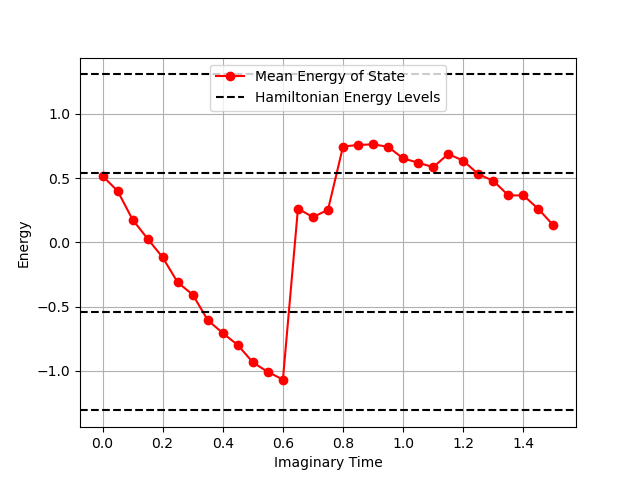 Mean Energy of State
Hamiltonian Energy Levels
1.0
0.5
0.0
−0.5
−1.0
Energy
0.0 0.2 0.4 0.6 0.8 1.0 1.2 1.4
Imaginary Time